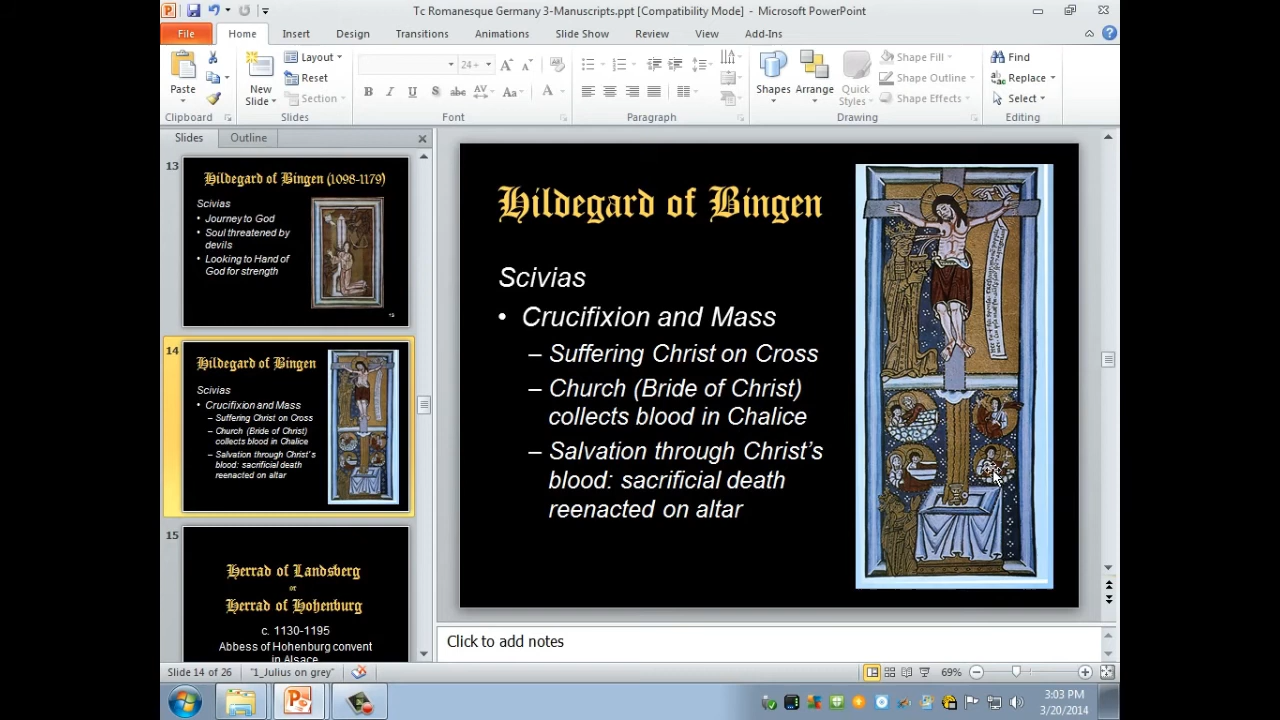 Tc Romanesque Germany 3-Manuscripts.ppt [Compatibility Mode] - Microsoft PowerPoint
File Home Insert Design Transitions Animations Slide Show Review View Add-Ins
Paste
New
Slide
Layout
Reset
Section
24
B I U S abc AV Aa A
Shapes
Arrange
Quick
Styles
Shape Fill
Shape Outline
Shape Effects
Find
Replace
Select
Clipboard Slides Font Paragraph Drawing Editing
Slides Outline
13
Hildegard of Bingen (1098-1179)
Scivias
• Journey to God
• Soul threatened by
devils
• Looking to Hand of
God for strength
14
Hildegard of Bingen
Scivias
• Crucifixion and Mass
– Suffering Christ on Cross
– Church (Bride of Christ)
collects blood in Chalice
– Salvation through Christ's
blood: sacrificial death
reenacted on altar
15
Herrad of Landsberg
or
Herrad of Hohenburg
c. 1130-1195
Abbess of Hohenburg convent
in Alsace
Hildegard of Bingen
Scivias
• Crucifixion and Mass
– Suffering Christ on Cross
– Church (Bride of Christ)
collects blood in Chalice
– Salvation through Christ's
blood: sacrificial death
reenacted on altar
Click to add notes
Slide 14 of 26 "1_Julius on grey" 69%
3:03 PM
3/20/2014